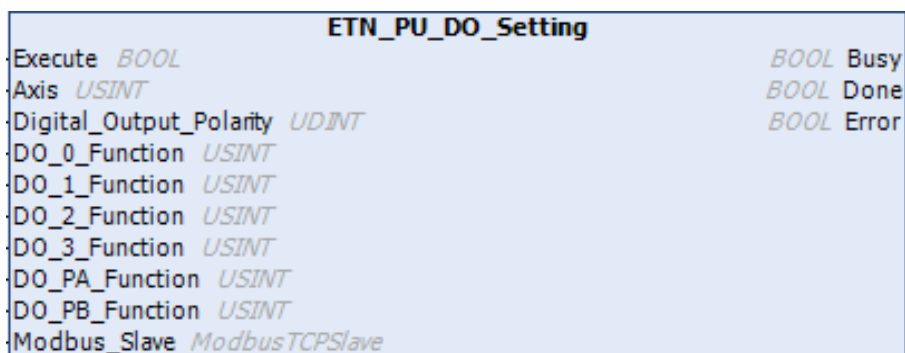 ETN_PU_DO_Setting
Execute BOOL BOOL Busy
Axis USINT BOOL Done
Digital_Output_Polarity UDINT BOOL Error
DO_0_Function USINT
DO_1_Function USINT
DO_2_Function USINT
DO_3_Function USINT
DO_PA_Function USINT
DO_PB_Function USINT
Modbus_Slave ModbusTCPSlave